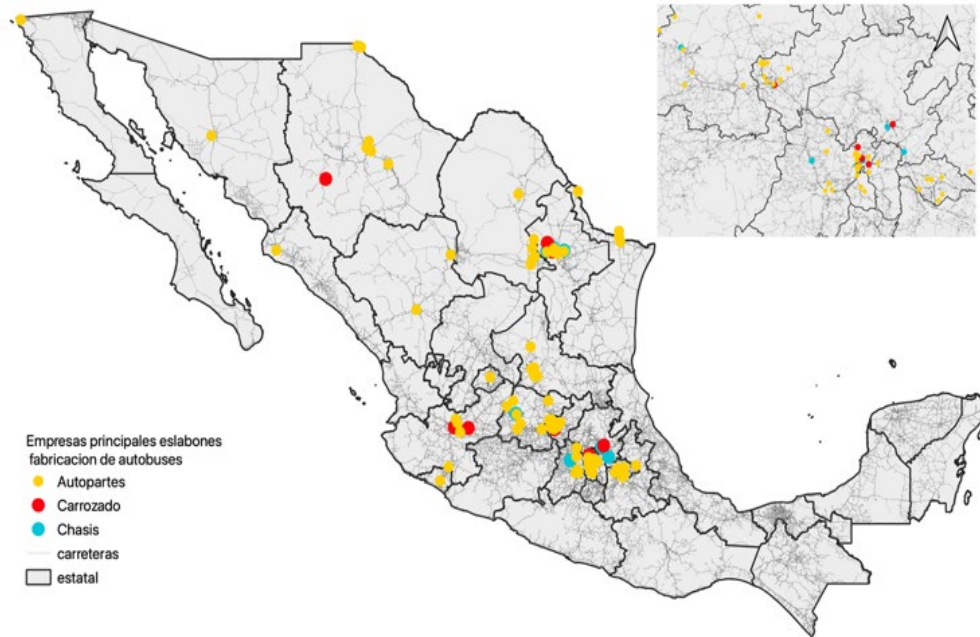 Empresas principales eslabones
fabricacion de autobuses
Autopartes
Carrozado
Chasis
carreteras
estatal